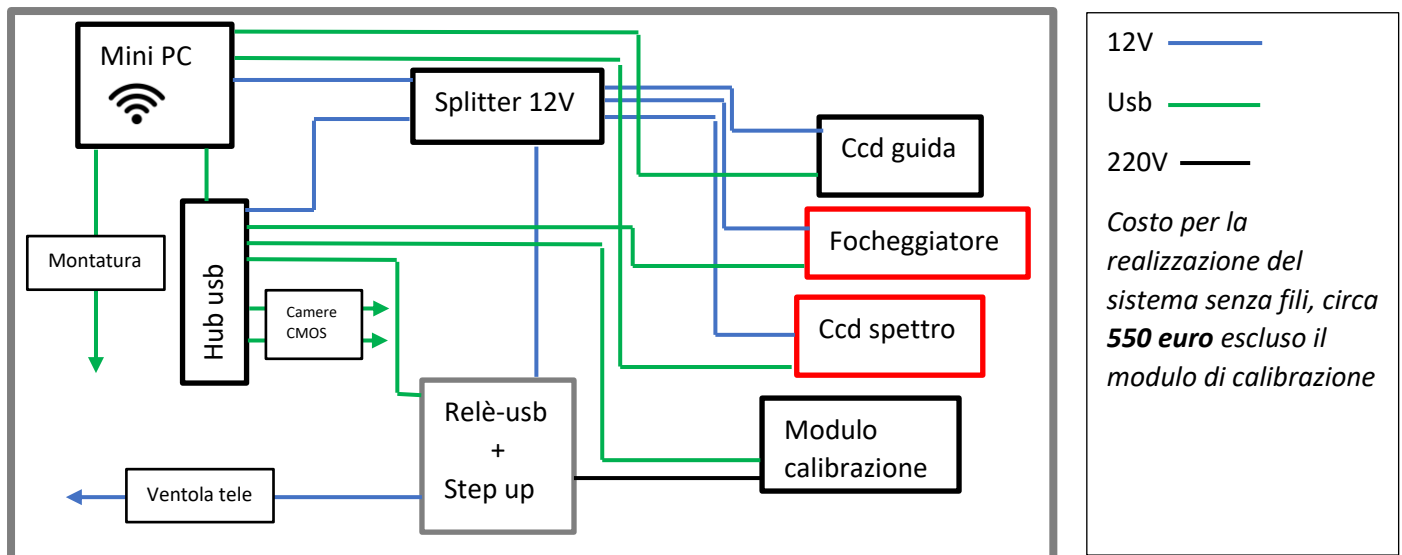 Mini PC
Splitter 12V
Ccd guida
Montatura
Hub usb
Focheggiatore
Camere
CMOS
Ccd spettro
Relè-usb
+
Step up
Modulo
calibrazione
Ventola tele
12V
Usb
220V
Costo per la
realizzazione del
sistema senza fili, circa
550 euro escluso il
modulo di calibrazione